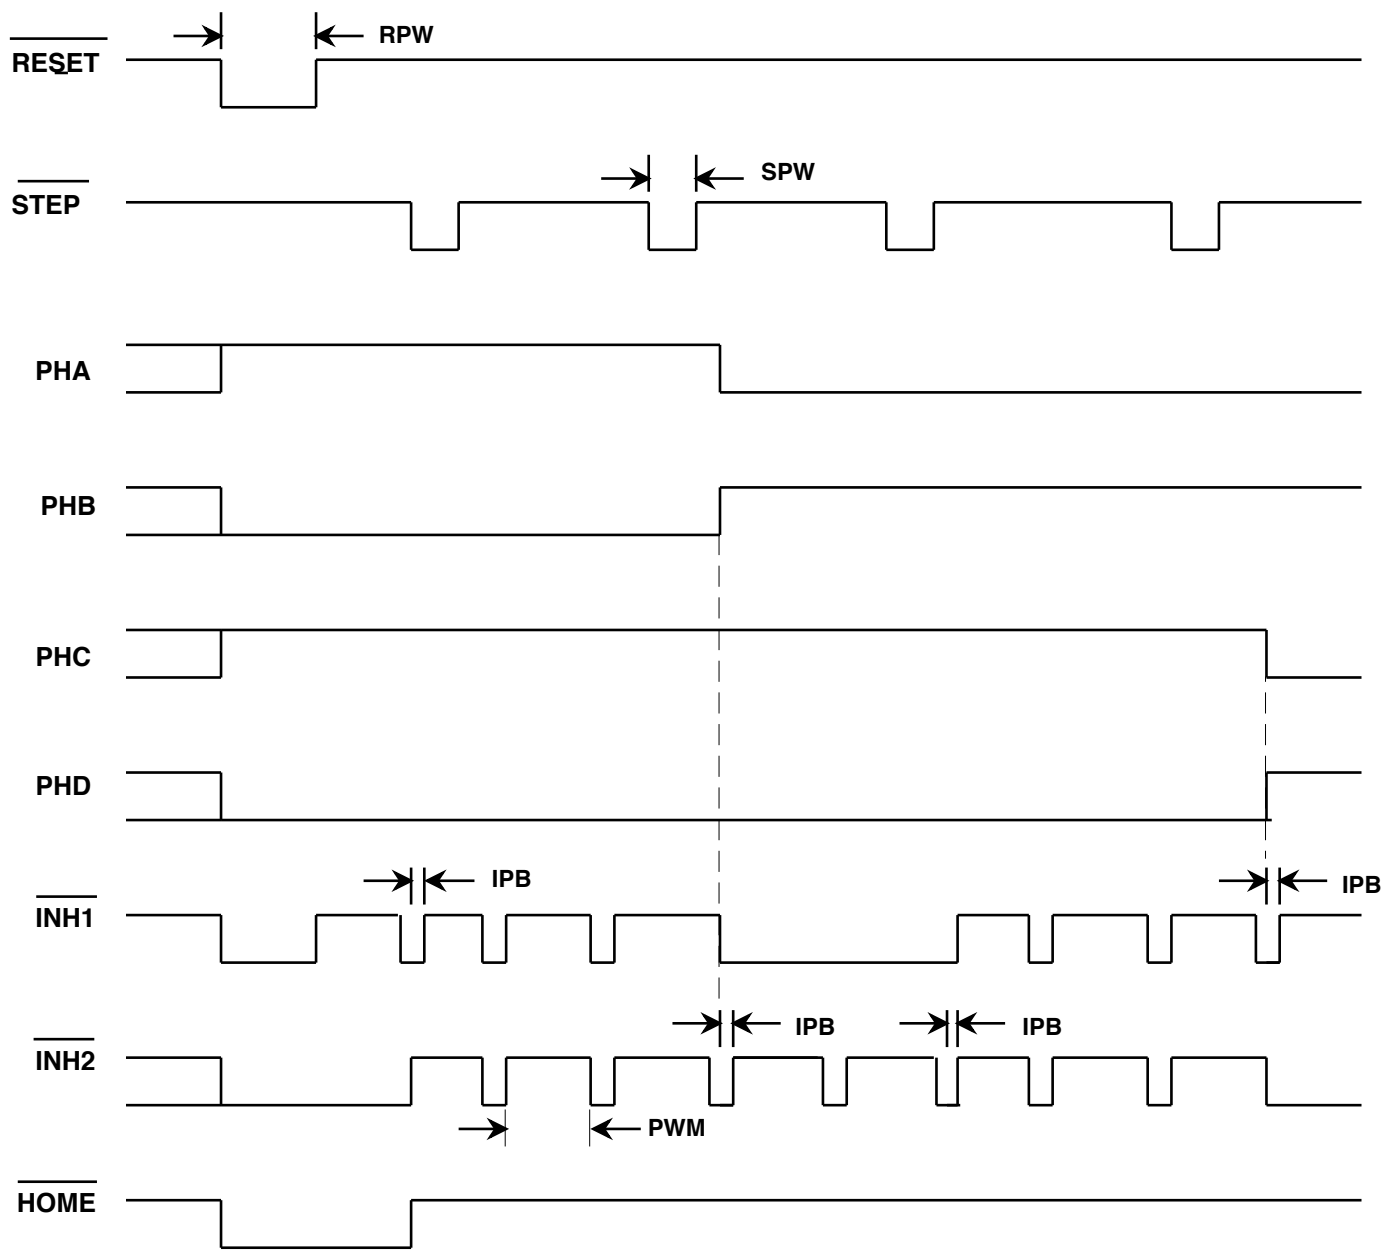 RPW
RESET
SPW
STEP
PHA
PHB
PHC
PHD
IPB
IPB
INH1
IPB
IPB
INH2
PWM
HOME